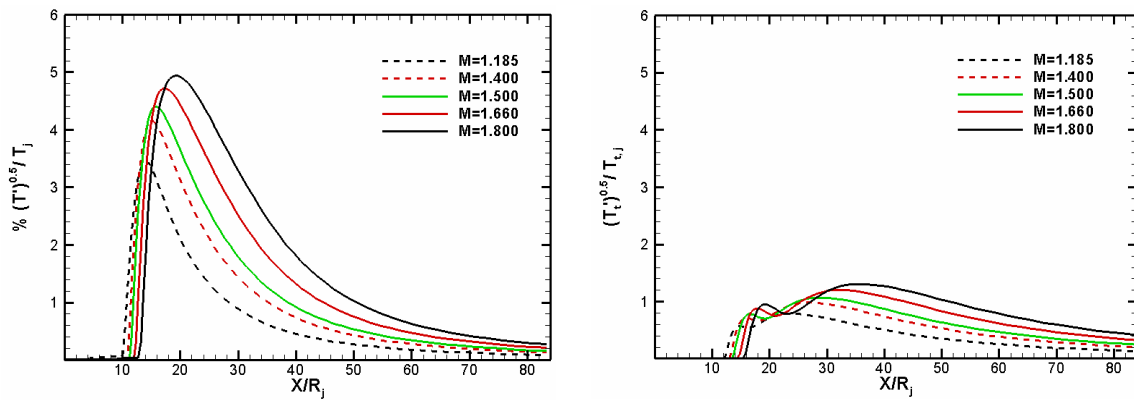 % (T')^0.5 / T_j
6
5
4
3
2
1
M=1.185
M=1.400
M=1.500
M=1.660
M=1.800
10 20 30 40 50 60 70 80
X/R_j
(T_t')^0.5 / T_t,j
6
5
4
3
2
1
M=1.185
M=1.400
M=1.500
M=1.660
M=1.800
10 20 30 40 50 60 70 80
X/R_j